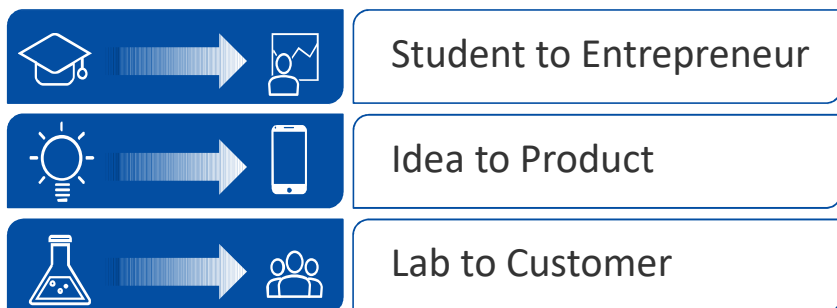 Student to Entrepreneur
Idea to Product
Lab to Customer